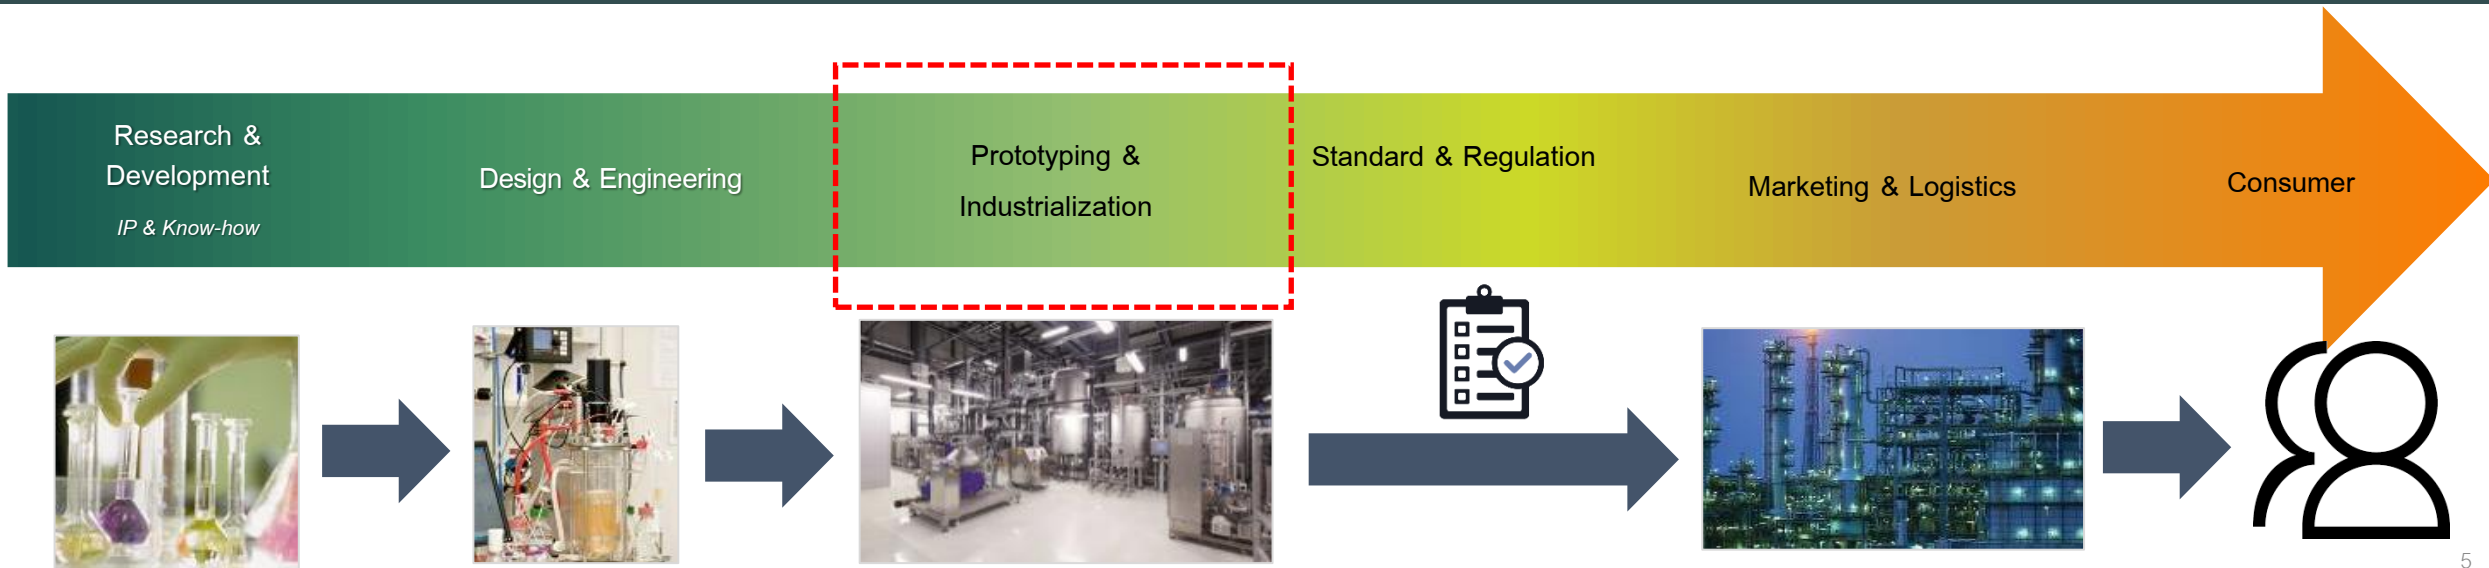 Research &
Development
IP & Know-how
Design & Engineering
Prototyping &
Industrialization
Standard & Regulation
Marketing & Logistics
Consumer
5